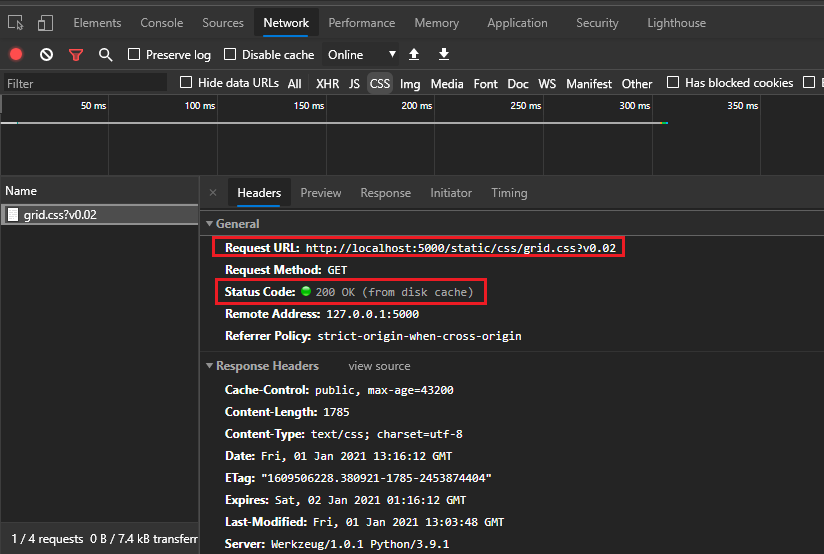 Elements Console Sources Network Performance Memory Application Security Lighthouse
Preserve log Disable cache Online
Filter Hide data URLs All XHR JS CSS Img Media Font Doc WS Manifest Other Has blocked cookies
50 ms 100 ms 150 ms 200 ms 250 ms 300 ms 350 ms
Name
grid.css?v0.02
× Headers Preview Response Initiator Timing
General
Request URL: http://localhost:5000/static/css/grid.css?v0.02
Request Method: GET
Status Code: 200 OK (from disk cache)
Remote Address: 127.0.0.1:5000
Referrer Policy: strict-origin-when-cross-origin
Response Headers view source
Cache-Control: public, max-age=43200
Content-Length: 1785
Content-Type: text/css; charset=utf-8
Date: Fri, 01 Jan 2021 13:16:12 GMT
ETag: "1609506228.380921-1785-2453874404"
Expires: Sat, 02 Jan 2021 01:16:12 GMT
Last-Modified: Fri, 01 Jan 2021 13:03:48 GMT
Server: Werkzeug/1.0.1 Python/3.9.1
1 / 4 requests 0 B / 7.4 kB transferr